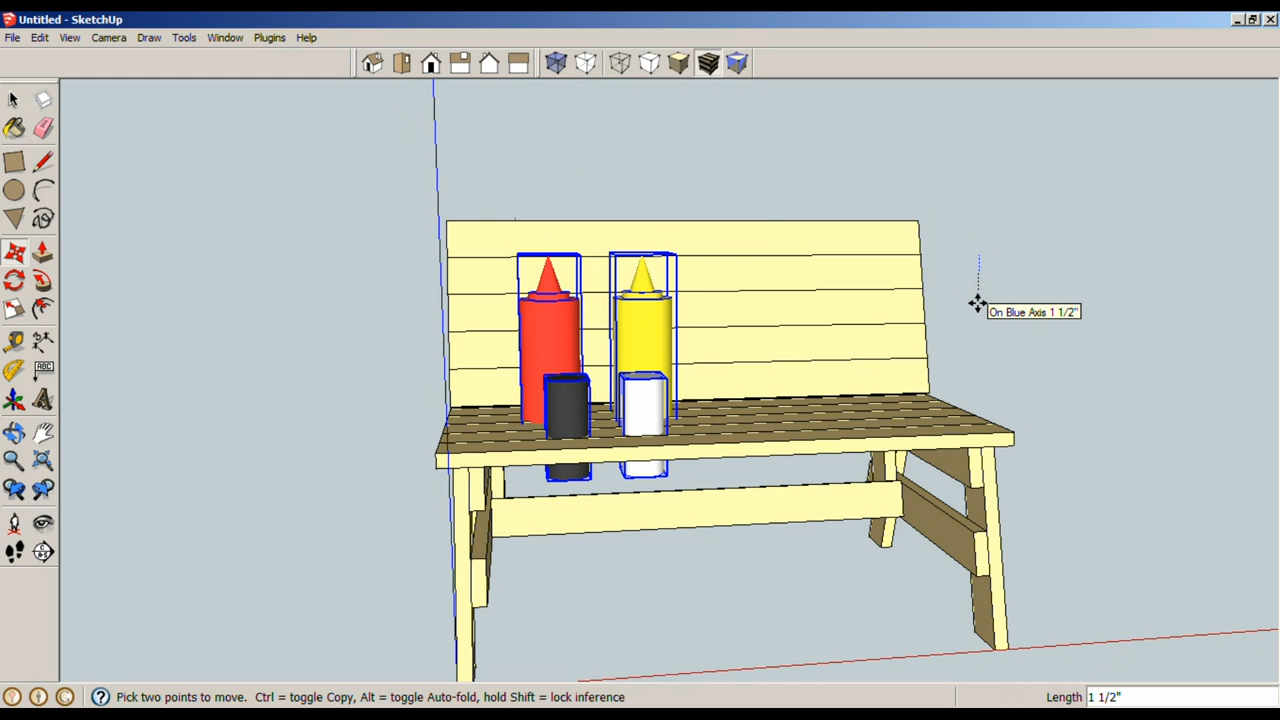 Untitled - SketchUp
File Edit View Camera Draw Tools Window Plugins Help
On Blue Axis 1 1/2"
ABC
Pick two points to move. Ctrl = toggle Copy, Alt = toggle Auto-fold, hold Shift = lock inference
Length 1 1/2"